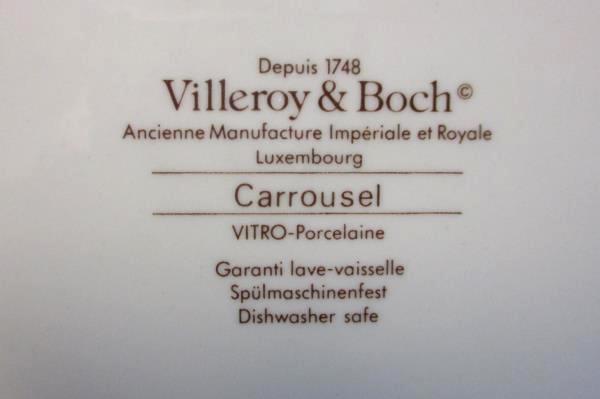 Depuis 1748
Villeroy & Boch©
Ancienne Manufacture Impériale et Royale
Luxembourg
Carrousel
VITRO-Porcelaine
Garanti lave-vaisselle
Spülmaschinenfest
Dishwasher safe